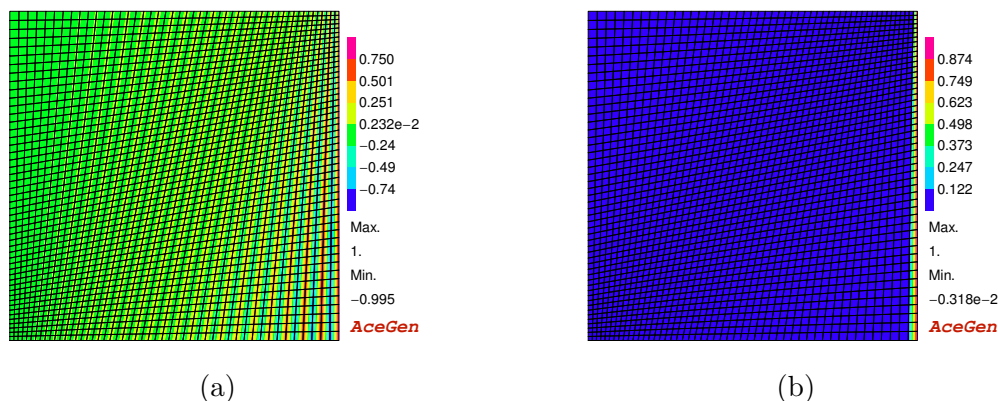 0.750
0.501
0.251
0.232e−2
−0.24
−0.49
−0.74
Max.
1.
Min.
−0.995
AceGen
(a)
0.874
0.749
0.623
0.498
0.373
0.247
0.122
Max.
1.
Min.
−0.318e−2
AceGen
(b)